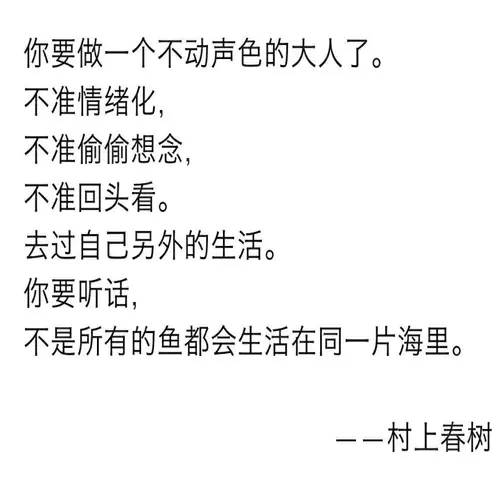 你要做一个不动声色的大人了。
不准情绪化,
不准偷偷想念,
不准回头看。
去过自己另外的生活。
你要听话,
不是所有的鱼都会生活在同一片海里。
——村上春树